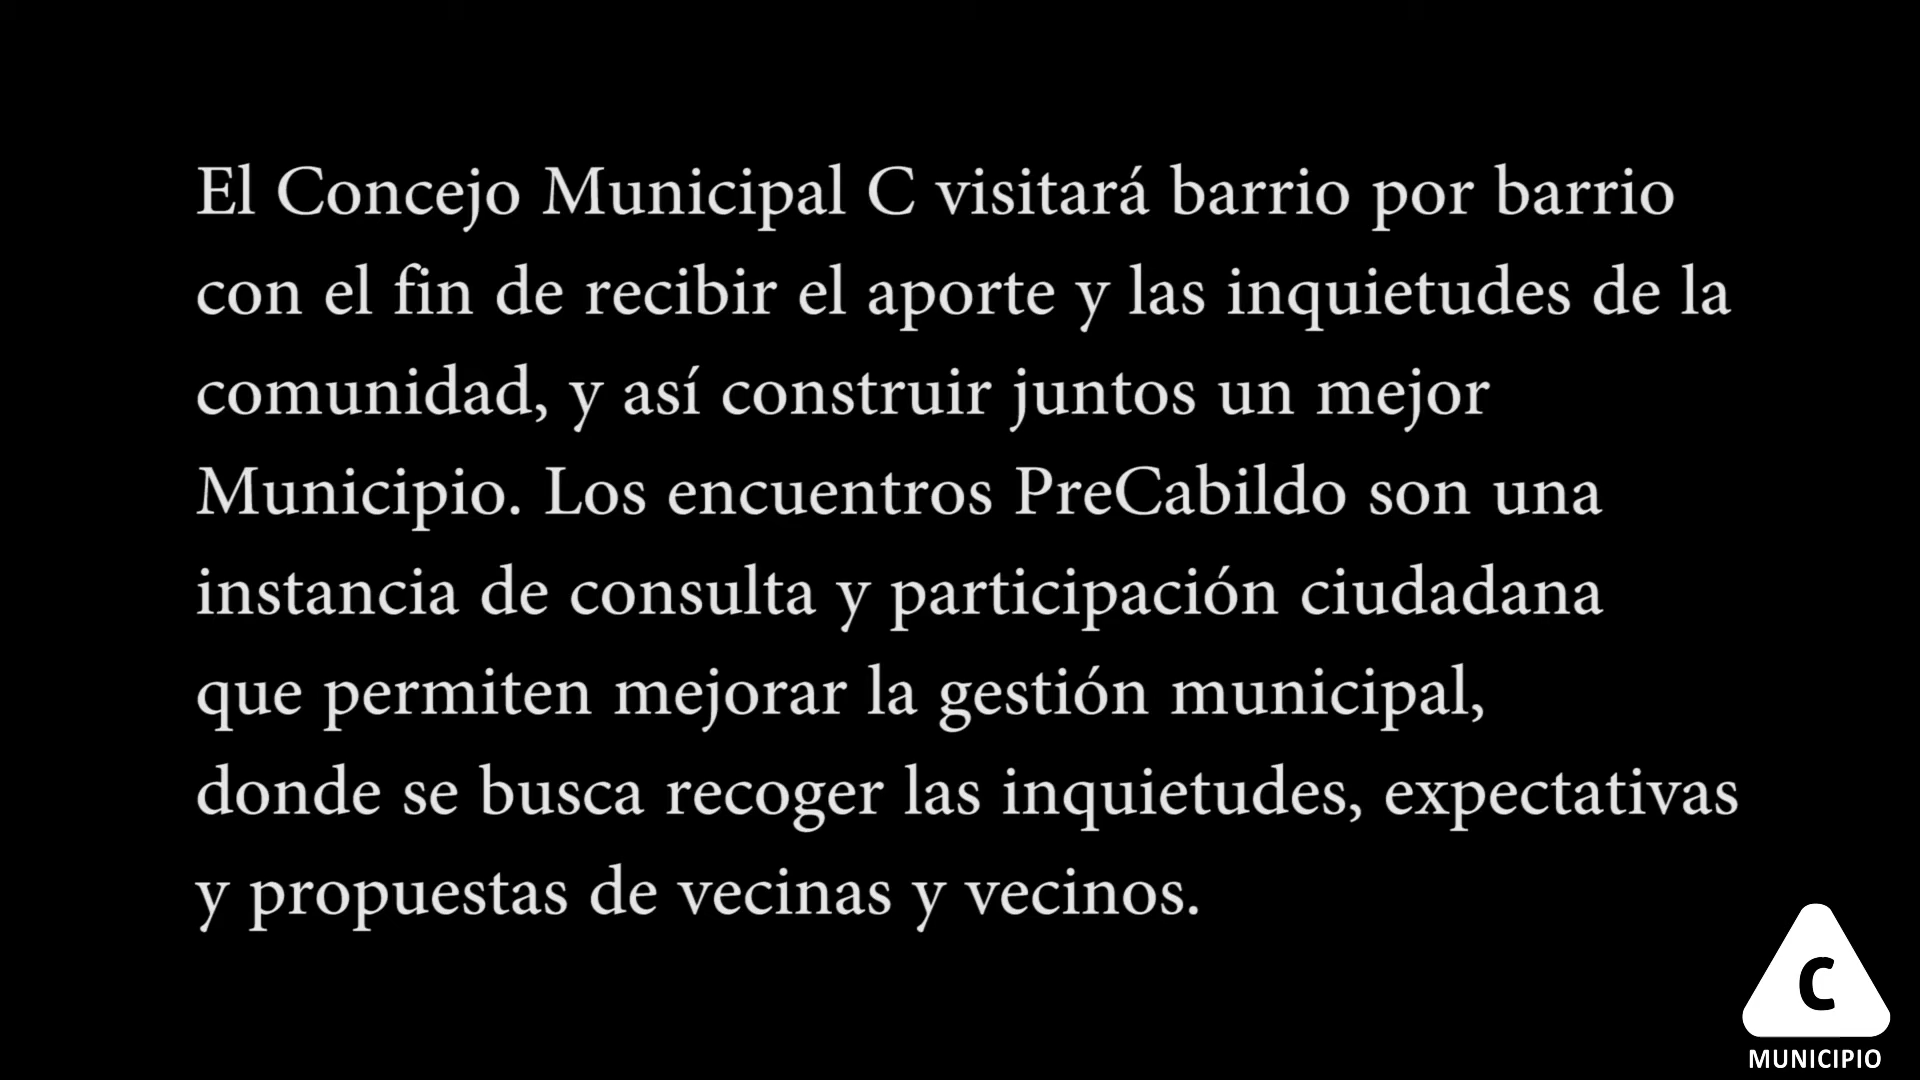 El Concejo Municipal C visitará barrio por barrio
con el fin de recibir el aporte y las inquietudes de la
comunidad, y así construir juntos un mejor
Municipio. Los encuentros PreCabildo son una
instancia de consulta y participación ciudadana
que permiten mejorar la gestión municipal,
donde se busca recoger las inquietudes, expectativas
y propuestas de vecinas y vecinos.
C
MUNICIPIO